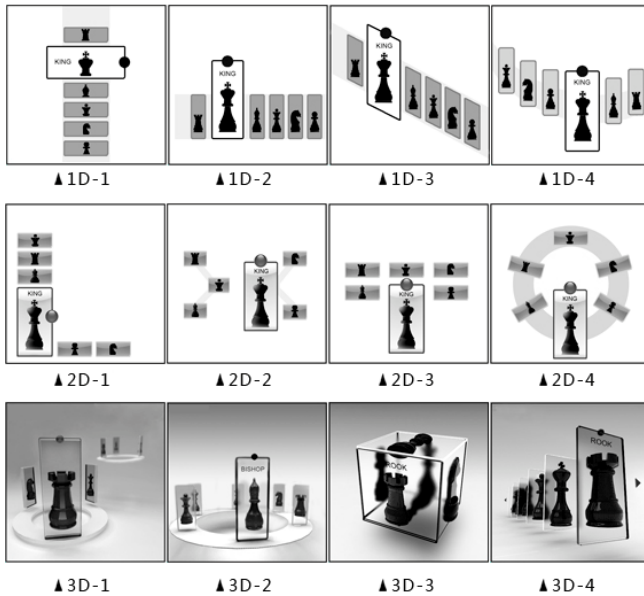 KING
KING
KING
KING
▲1D-1
▲1D-2
▲1D-3
▲1D-4
KING
KING
KING
KING
▲2D-1
▲2D-2
▲2D-3
▲2D-4
BISHOP
ROOK
ROOK
▲3D-1
▲3D-2
▲3D-3
▲3D-4